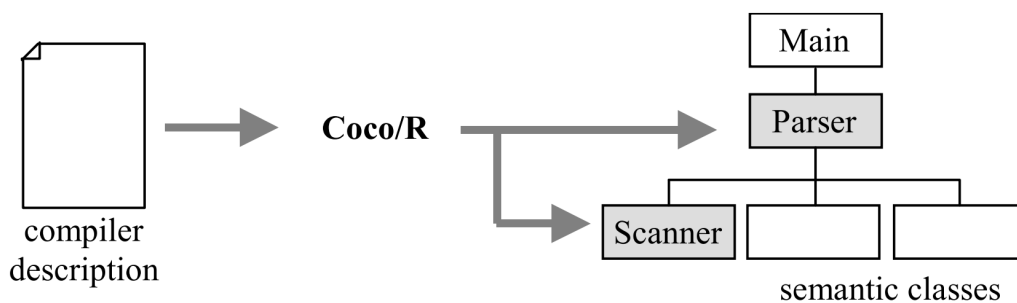 Main
Coco/R
Parser
Scanner
compiler
description
semantic classes